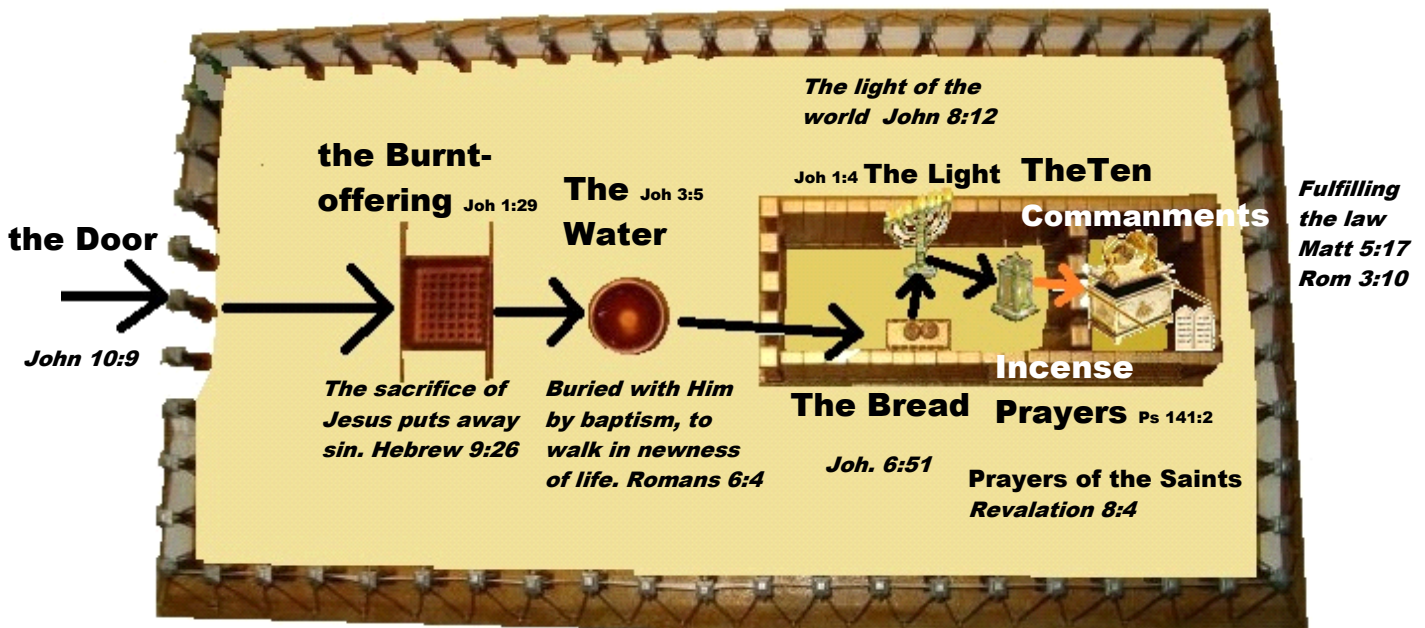 the Door
John 10:9
the Burnt-
offering Joh 1:29
The sacrifice of
Jesus puts away
sin. Hebrew 9:26
The Joh 3:5
Water
Buried with Him
by baptism, to
walk in newness
of life. Romans 6:4
The light of the
world John 8:12
Joh 1:4 The Light
The Bread
Joh. 6:51
TheTen
Commanments
Incense
Prayers Ps 141:2
Prayers of the Saints
Revalation 8:4
Fulfilling
the law
Matt 5:17
Rom 3:10